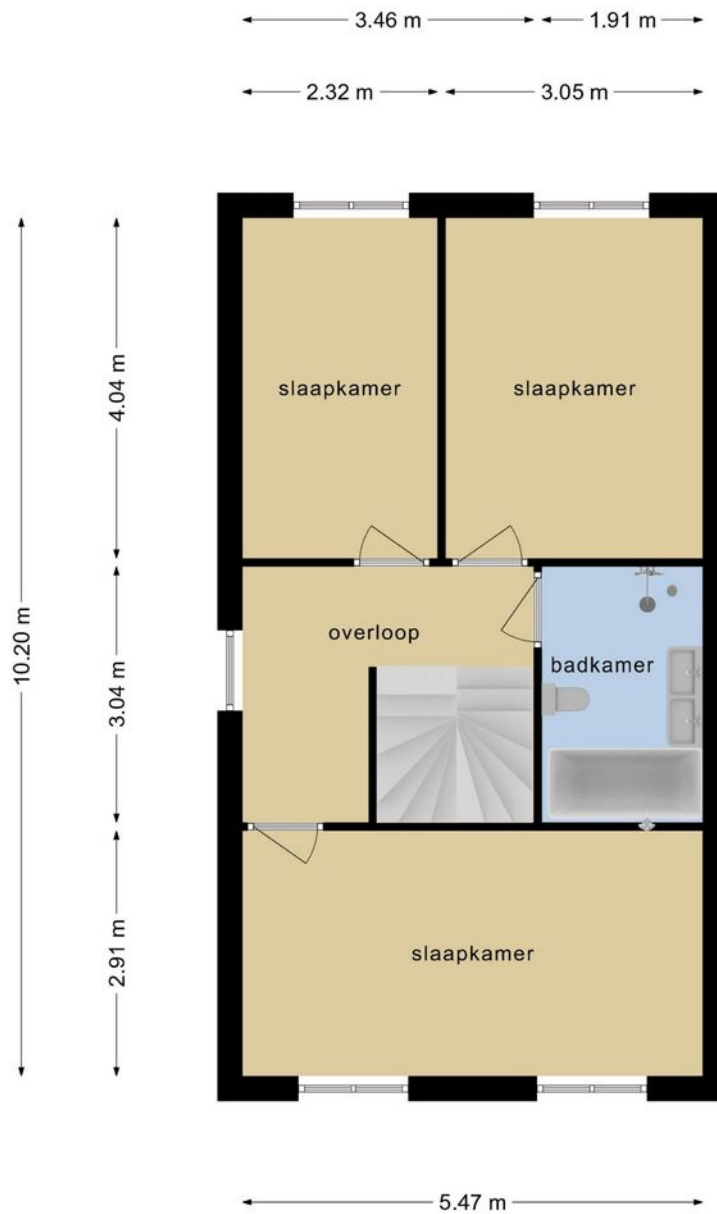 3.46 m 1.91 m
2.32 m 3.05 m
4.04 m
slaapkamer slaapkamer
10.20 m
3.04 m
overloop
badkamer
2.91 m
slaapkamer
5.47 m